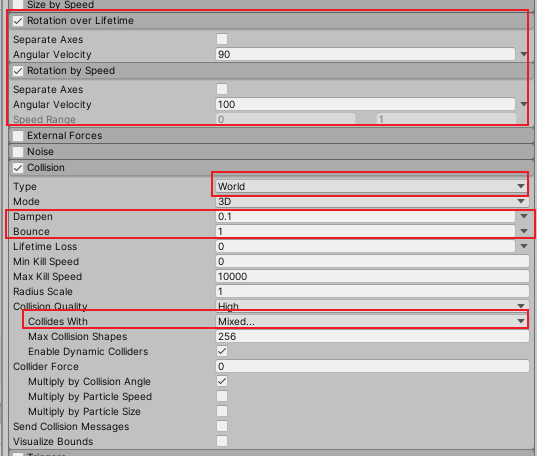 Size by Speed
Rotation over Lifetime
Separate Axes
Angular Velocity 90
Rotation by Speed
Separate Axes
Angular Velocity 100
Speed Range 0 1
External Forces
Noise
Collision
Type World
Mode 3D
Dampen 0.1
Bounce 1
Lifetime Loss 0
Min Kill Speed 0
Max Kill Speed 10000
Radius Scale 1
Collision Quality High
Collides With Mixed...
Max Collision Shapes 256
Enable Dynamic Colliders
Collider Force 0
Multiply by Collision Angle
Multiply by Particle Speed
Multiply by Particle Size
Send Collision Messages
Visualize Bounds
Triggers